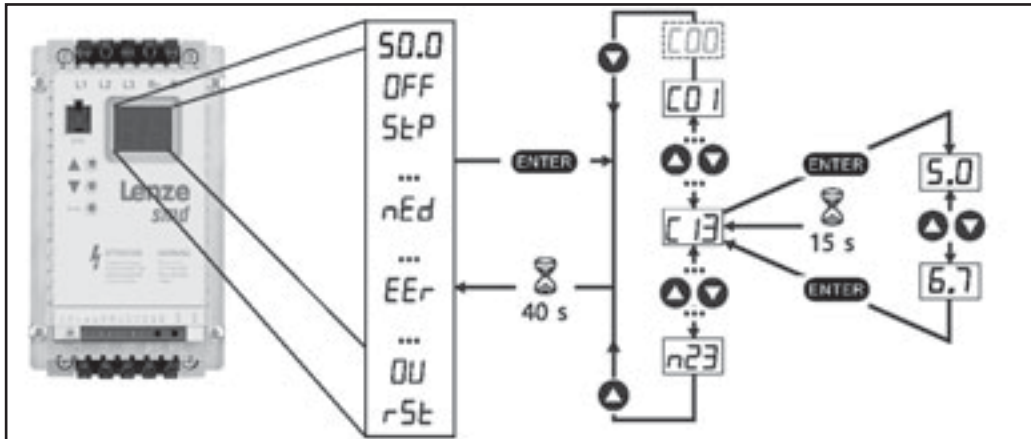 L1 L2 L3
Lenze
smd
50.0
OFF
StP
...
nEd
...
EEr
...
OU
rSt
ENTER
40 s
C00
C01
...
...
C13
...
...
n23
ENTER
15 s
ENTER
5.0
6.7